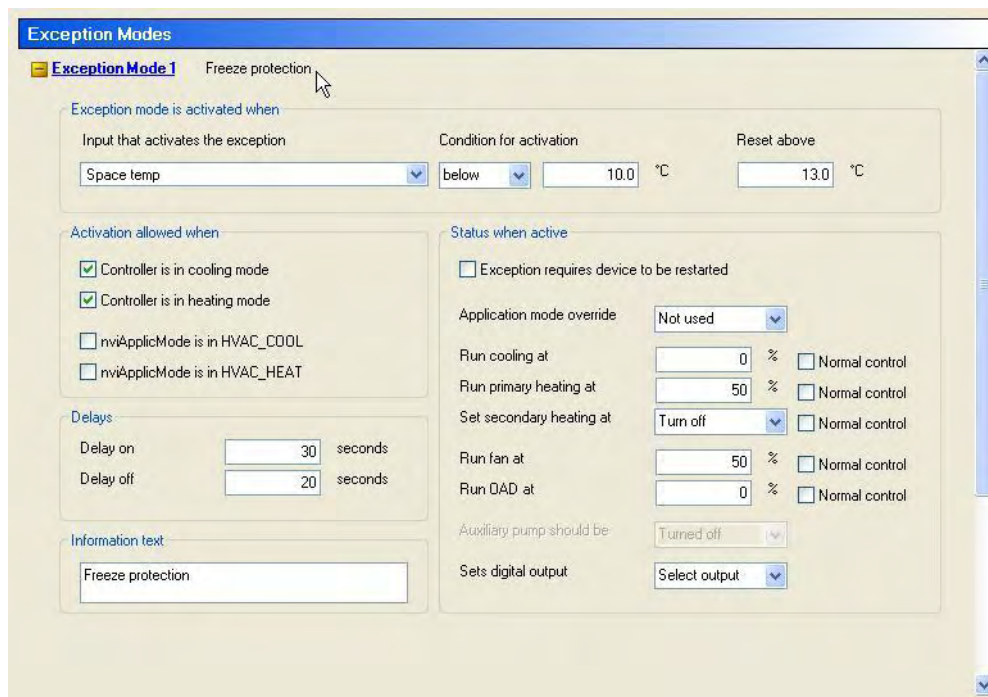 Exception Modes
Exception Mode 1 Freeze protection
Exception mode is activated when
Input that activates the exception Condition for activation Reset above
Space temp below 10.0 °C 13.0 °C
Activation allowed when
Controller is in cooling mode
Controller is in heating mode
nviApplicMode is in HVAC_COOL
nviApplicMode is in HVAC_HEAT
Delays
Delay on 30 seconds
Delay off 20 seconds
Information text
Freeze protection
Status when active
Exception requires device to be restarted
Application mode override Not used
Run cooling at 0 % Normal control
Run primary heating at 50 % Normal control
Set secondary heating at Turn off Normal control
Run fan at 50 % Normal control
Run OAD at 0 % Normal control
Auxiliary pump should be Turned off
Sets digital output Select output